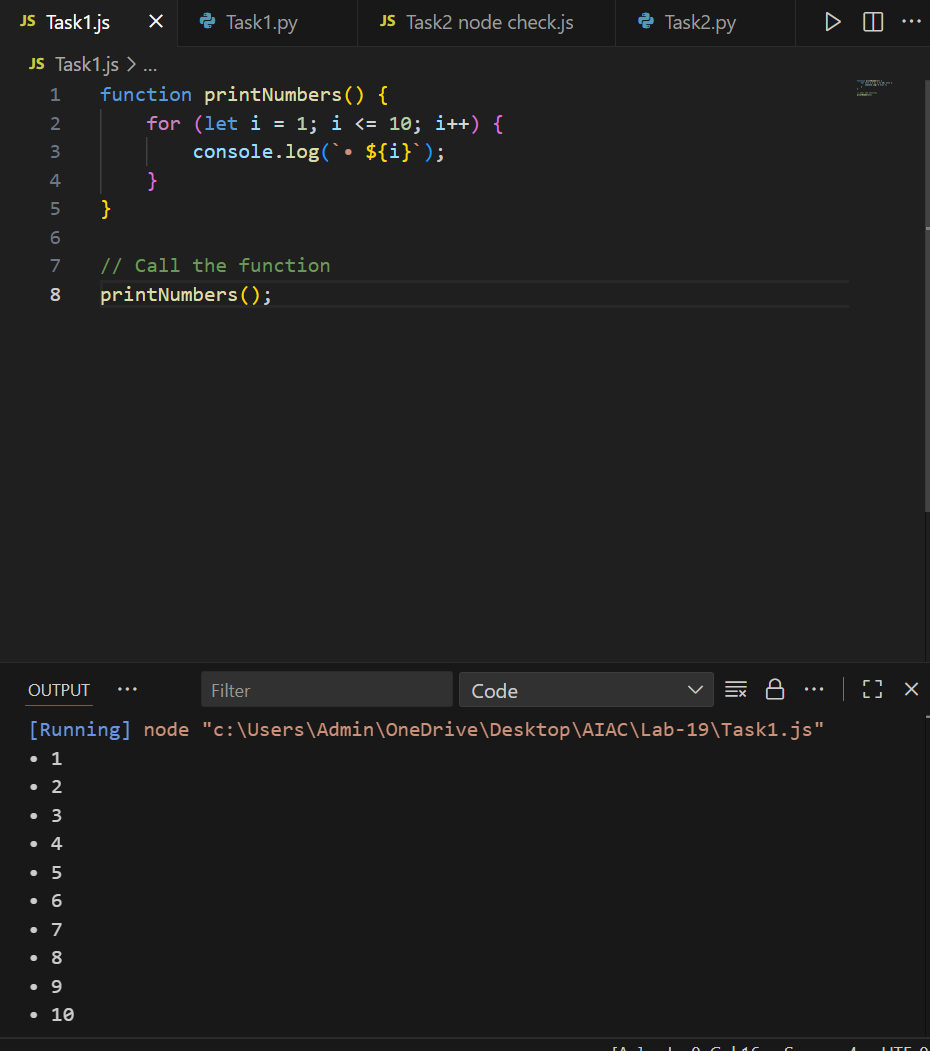 JS Task1.js Task1.py JS Task2 node check.js Task2.py
JS Task1.js > ...
1 function printNumbers() {
2     for (let i = 1; i <= 10; i++) {
3         console.log(`• ${i}`);
4     }
5 }
6
7 // Call the function
8 printNumbers();
OUTPUT Filter Code
[Running] node "c:\Users\Admin\OneDrive\Desktop\AIAC\Lab-19\Task1.js"
• 1
• 2
• 3
• 4
• 5
• 6
• 7
• 8
• 9
• 10